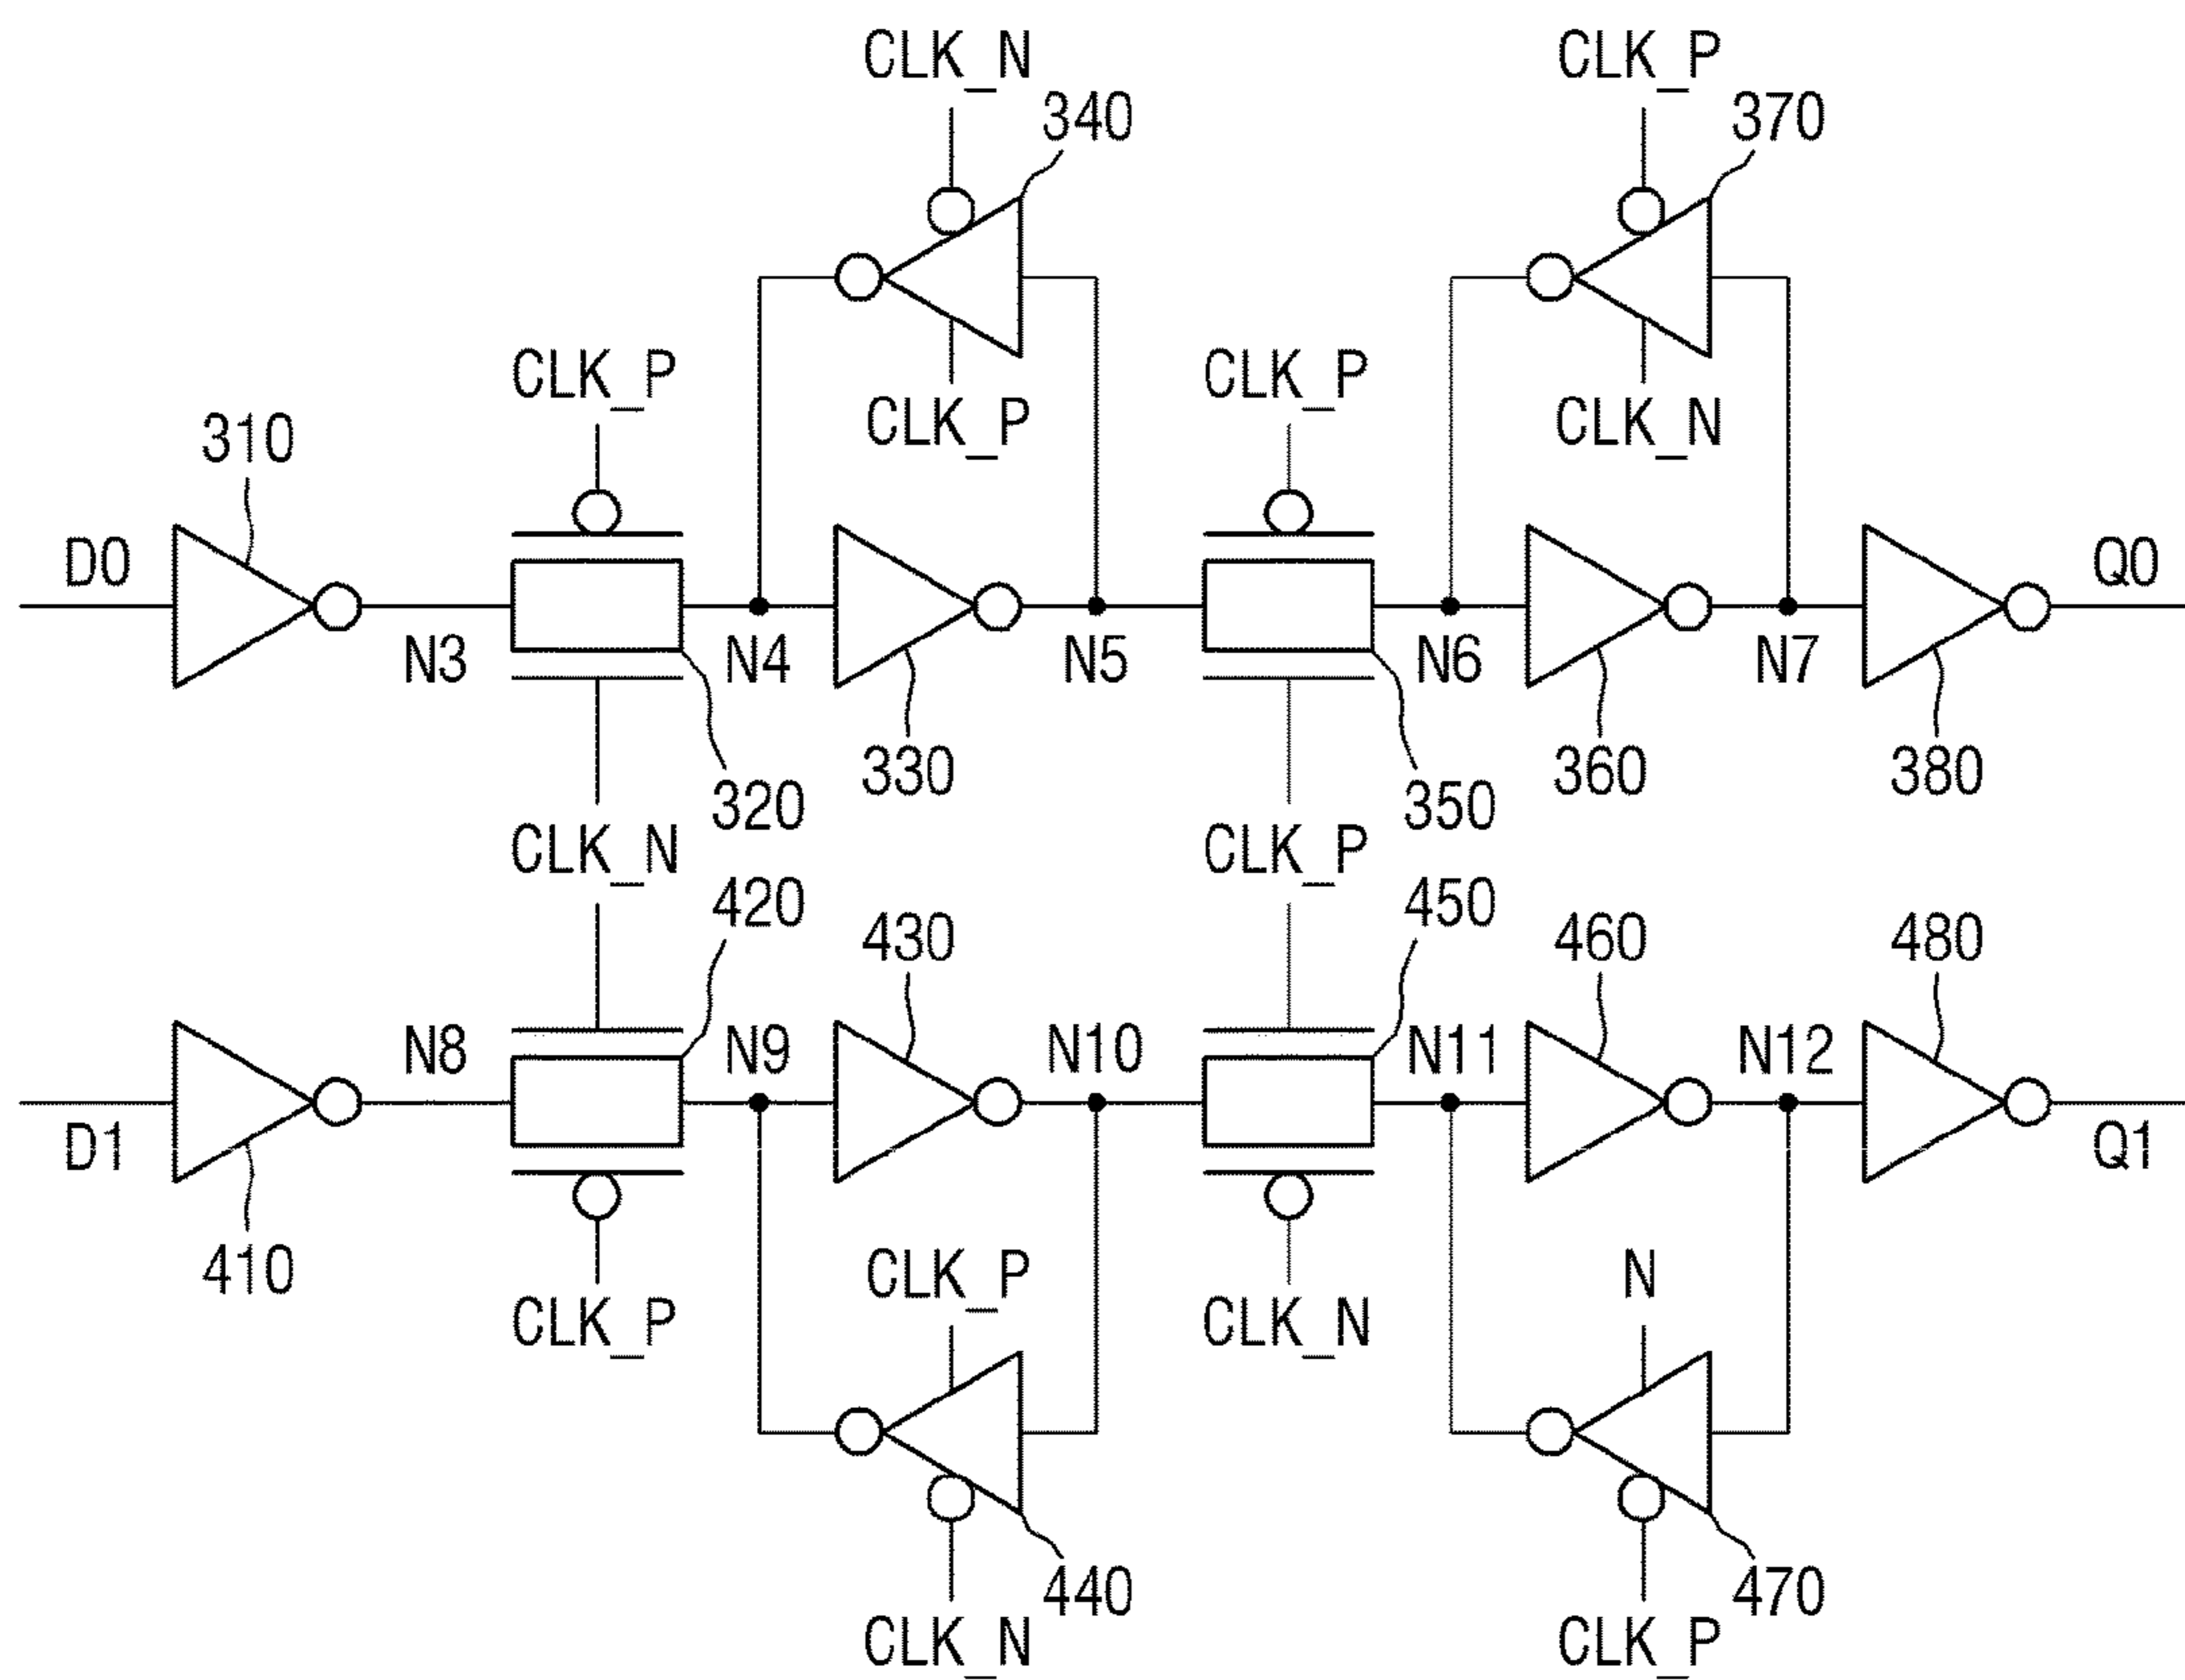 CLK_N
CLK_P
340
370
CLK_P
CLK_P
CLK_P
CLK_N
310
D0
Q0
N3
N4
N5
N6
N7
330
360
380
320
350
CLK_N
CLK_P
420
450
430
460
480
N8
N9
N10
N11
N12
D1
Q1
410
CLK_P
N
CLK_P
CLK_N
440
470
CLK_N
CLK_P